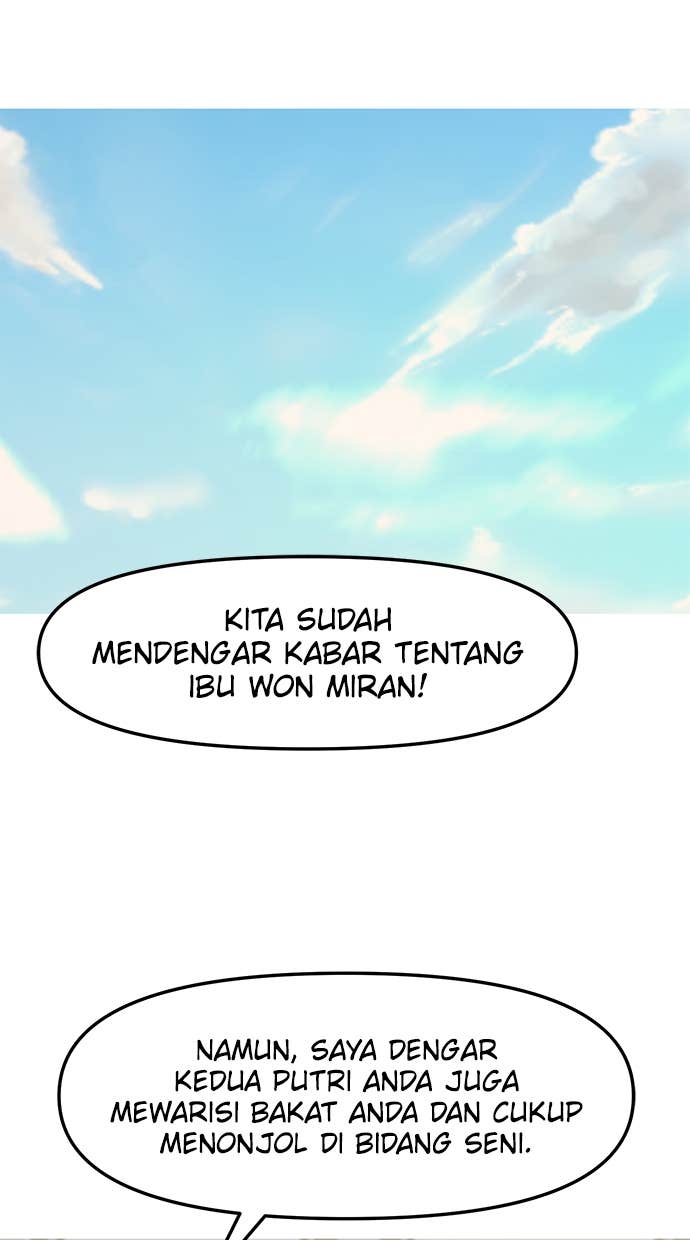 KITA SUDAH
MENDENGAR KABAR TENTANG
IBU WON MIRAN!
NAMUN, SAYA DENGAR
KEDUA PUTRI ANDA JUGA
MEWARISI BAKAT ANDA DAN CUKUP
MENONJOL DI BIDANG SENI.